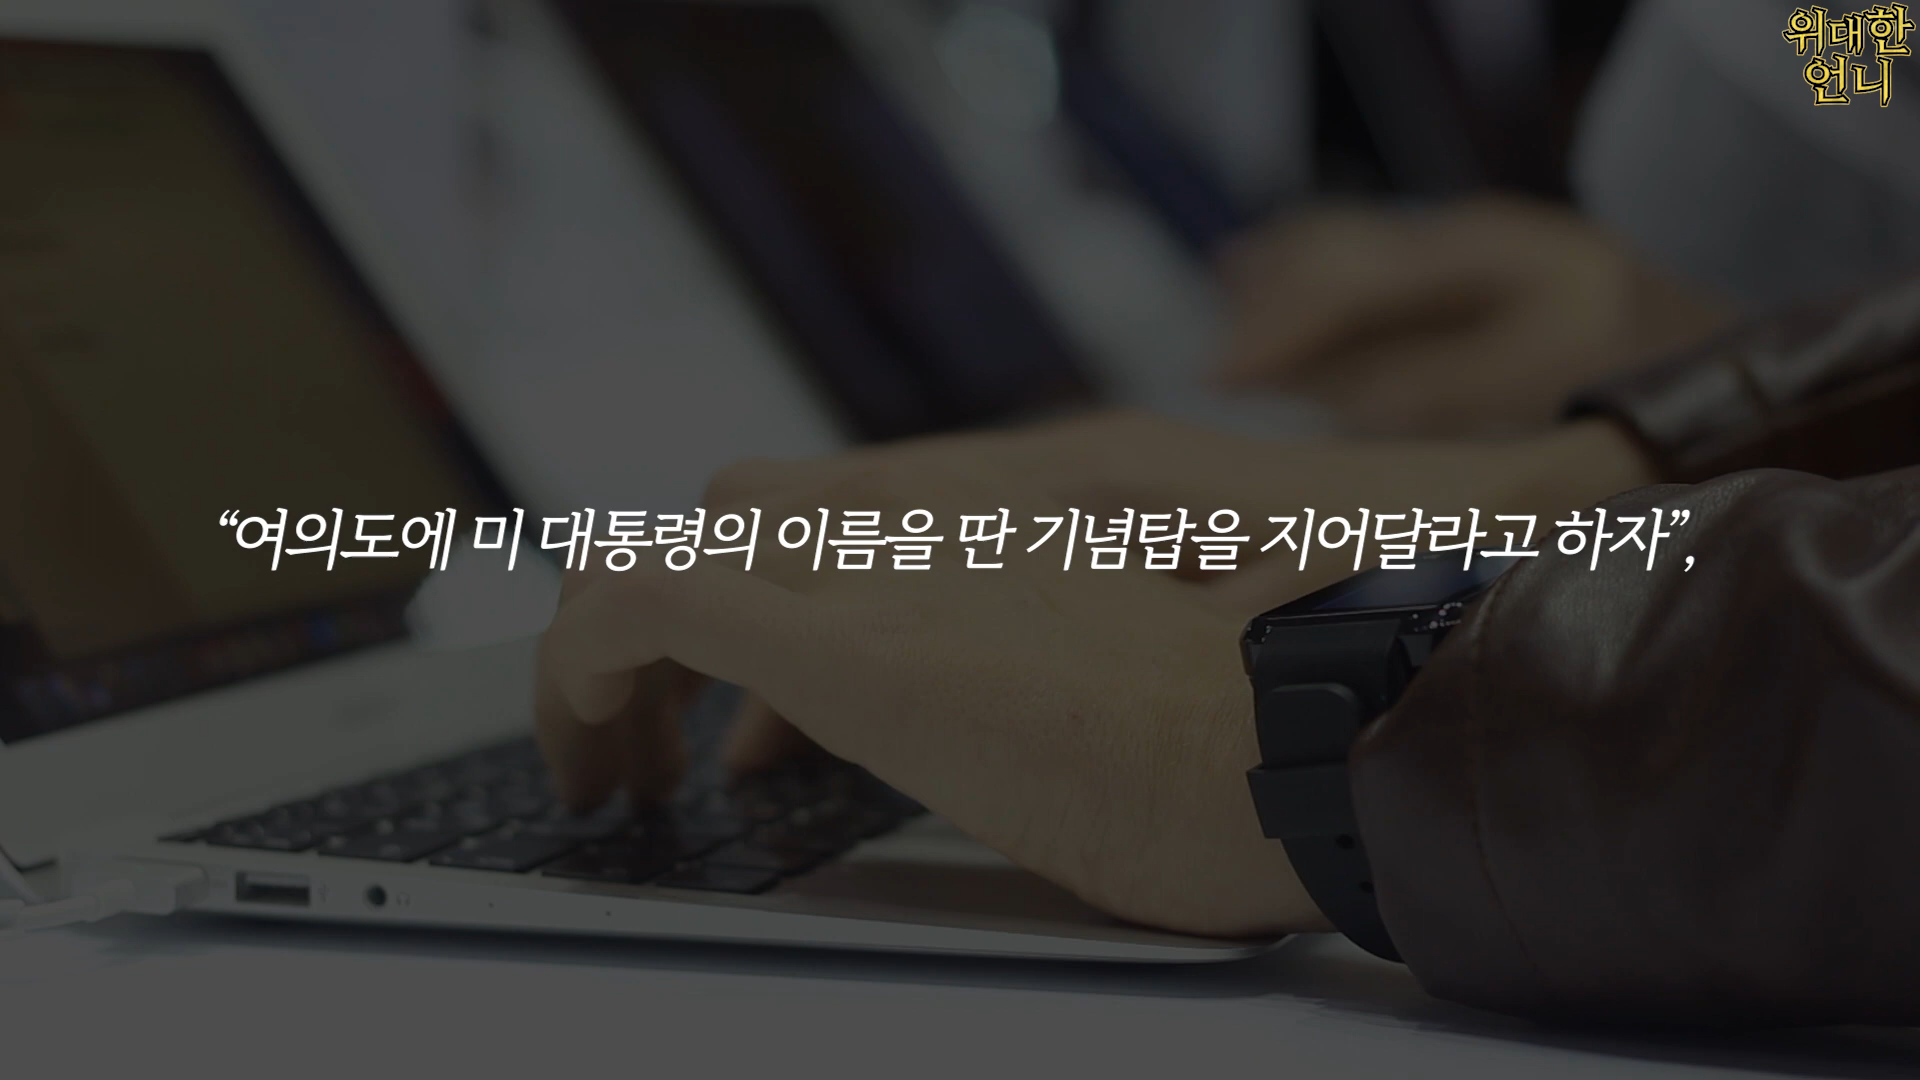 위대한
언니
“여의도에 미 대통령의 이름을 딴 기념탑을 지어달라고 하자”,